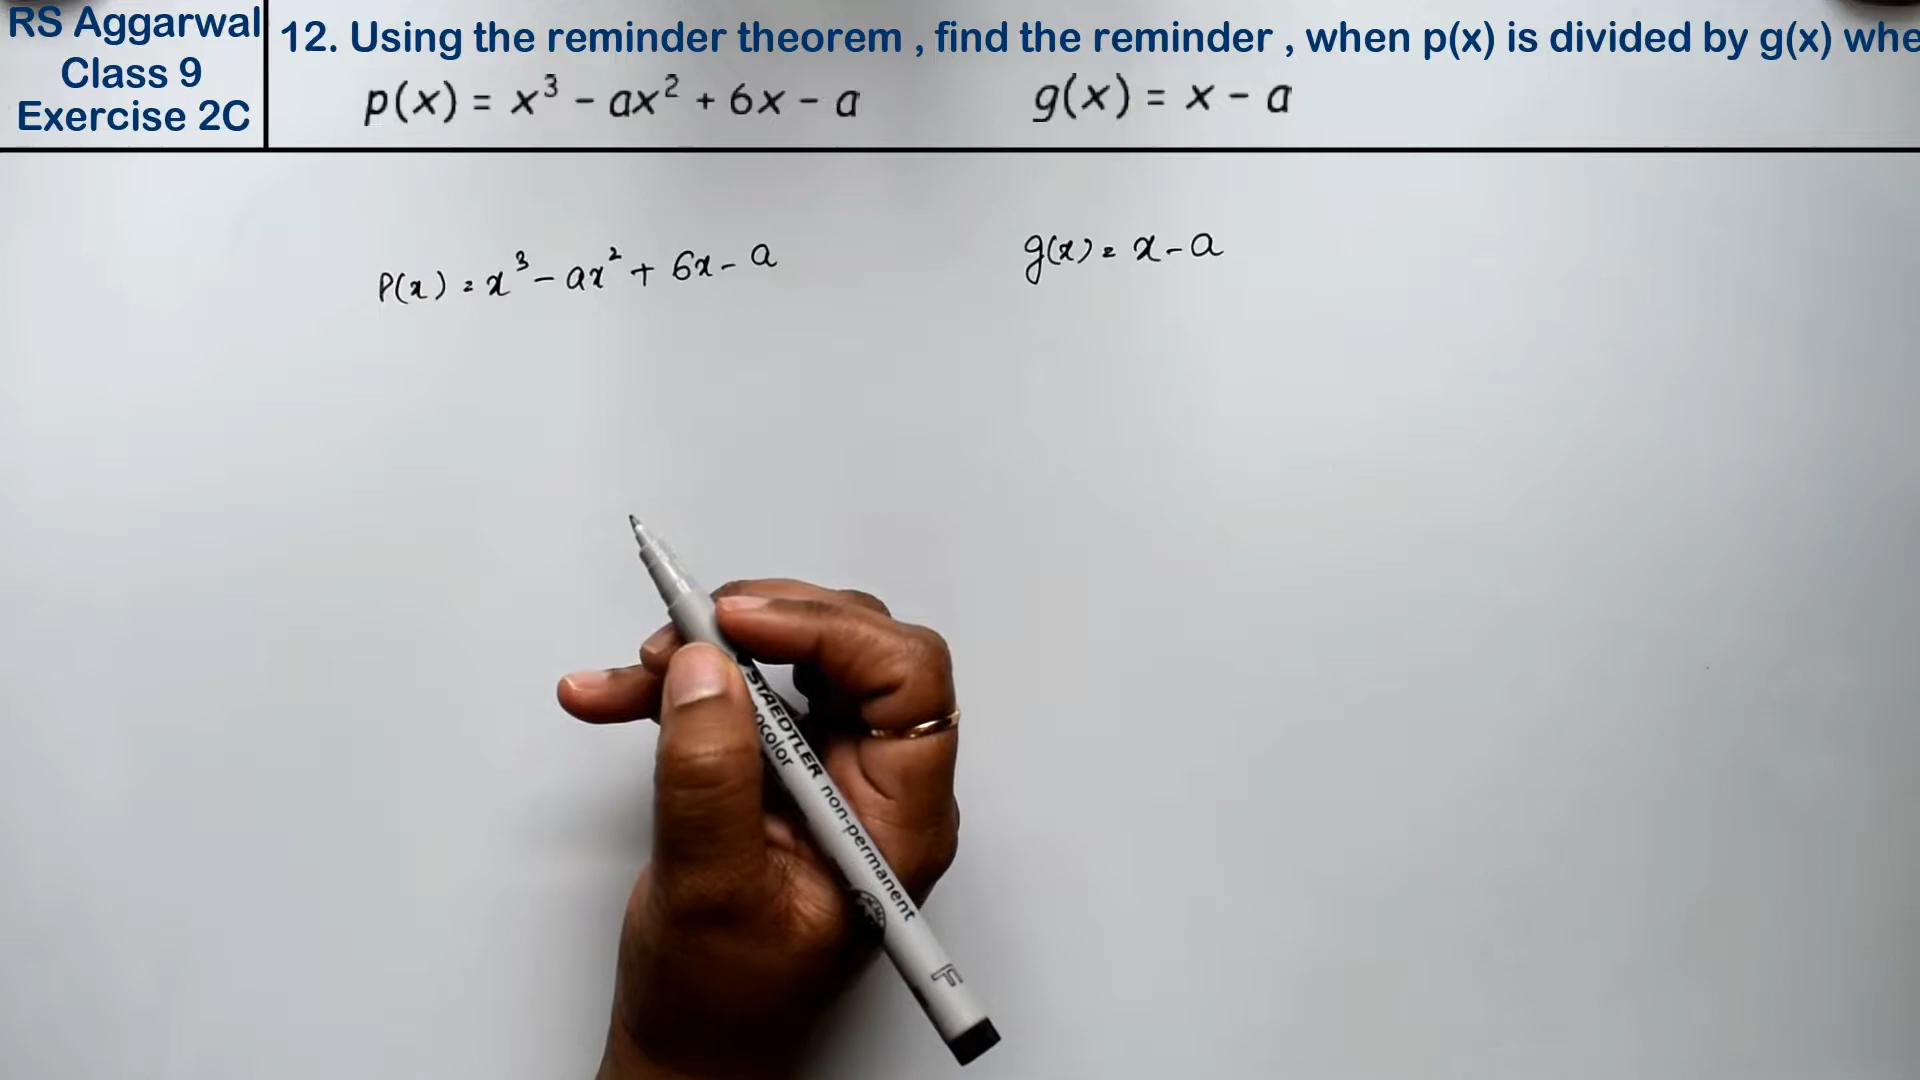 RS Aggarwal
Class 9
Exercise 2C
12. Using the reminder theorem , find the reminder , when p(x) is divided by g(x) whe
p(x) = x³ - ax² + 6x - a
g(x) = x - a
P(x) = x³ - ax² + 6x - a
g(x) = x - a
STAEDTLER non-permanent
ocolor
F